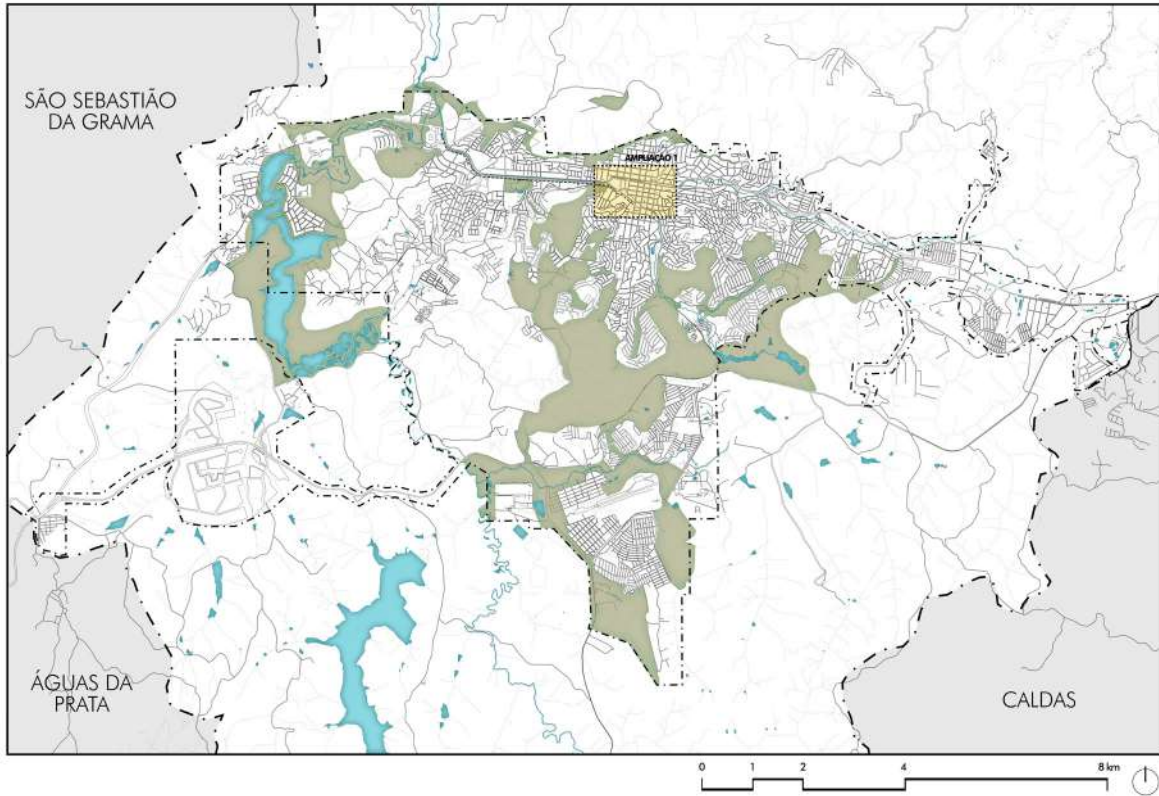 SÃO SEBASTIÃO
DA GRAMA
AMPLIAÇÃO 1
ÁGUAS DA
PRATA
CALDAS
0 1 2 4 8 km